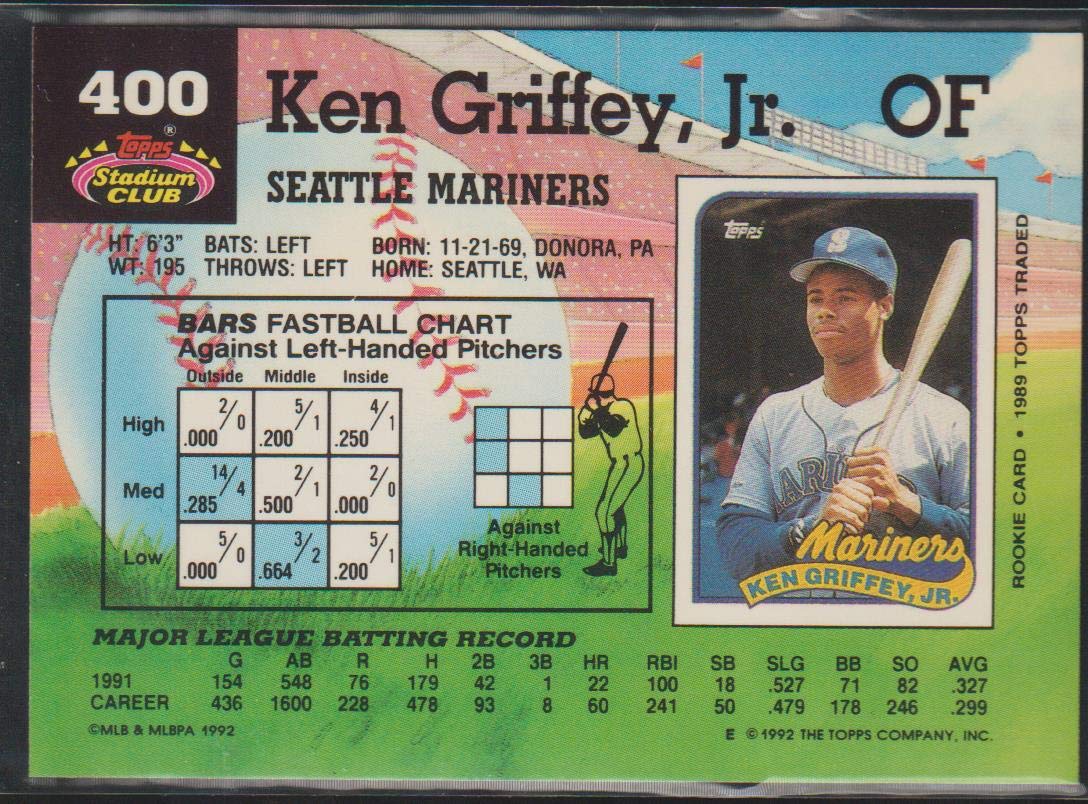 400
Ken Griffey, Jr. OF
Topps®
Stadium
CLUB
SEATTLE MARINERS
HT: 6'3" BATS: LEFT BORN: 11-21-69, DONORA, PA
WT: 195 THROWS: LEFT HOME: SEATTLE, WA
BARS FASTBALL CHART
Against Left-Handed Pitchers
Outside Middle Inside
High 2/0 .000 5/1 .200 4/1 .250
Med 14/4 .285 2/1 .500 2/0 .000
Low 5/0 .000 3/2 .664 5/1 .200
Against
Right-Handed
Pitchers
Topps
S
MARIN
Mariners
KEN GRIFFEY, JR.
ROOKIE CARD • 1989 TOPPS TRADED
MAJOR LEAGUE BATTING RECORD
G AB R H 2B 3B HR RBI SB SLG BB SO AVG
1991 154 548 76 179 42 1 22 100 18 .527 71 82 .327
CAREER 436 1600 228 478 93 8 60 241 50 .479 178 246 .299
©MLB & MLBPA 1992
E © 1992 THE TOPPS COMPANY, INC.